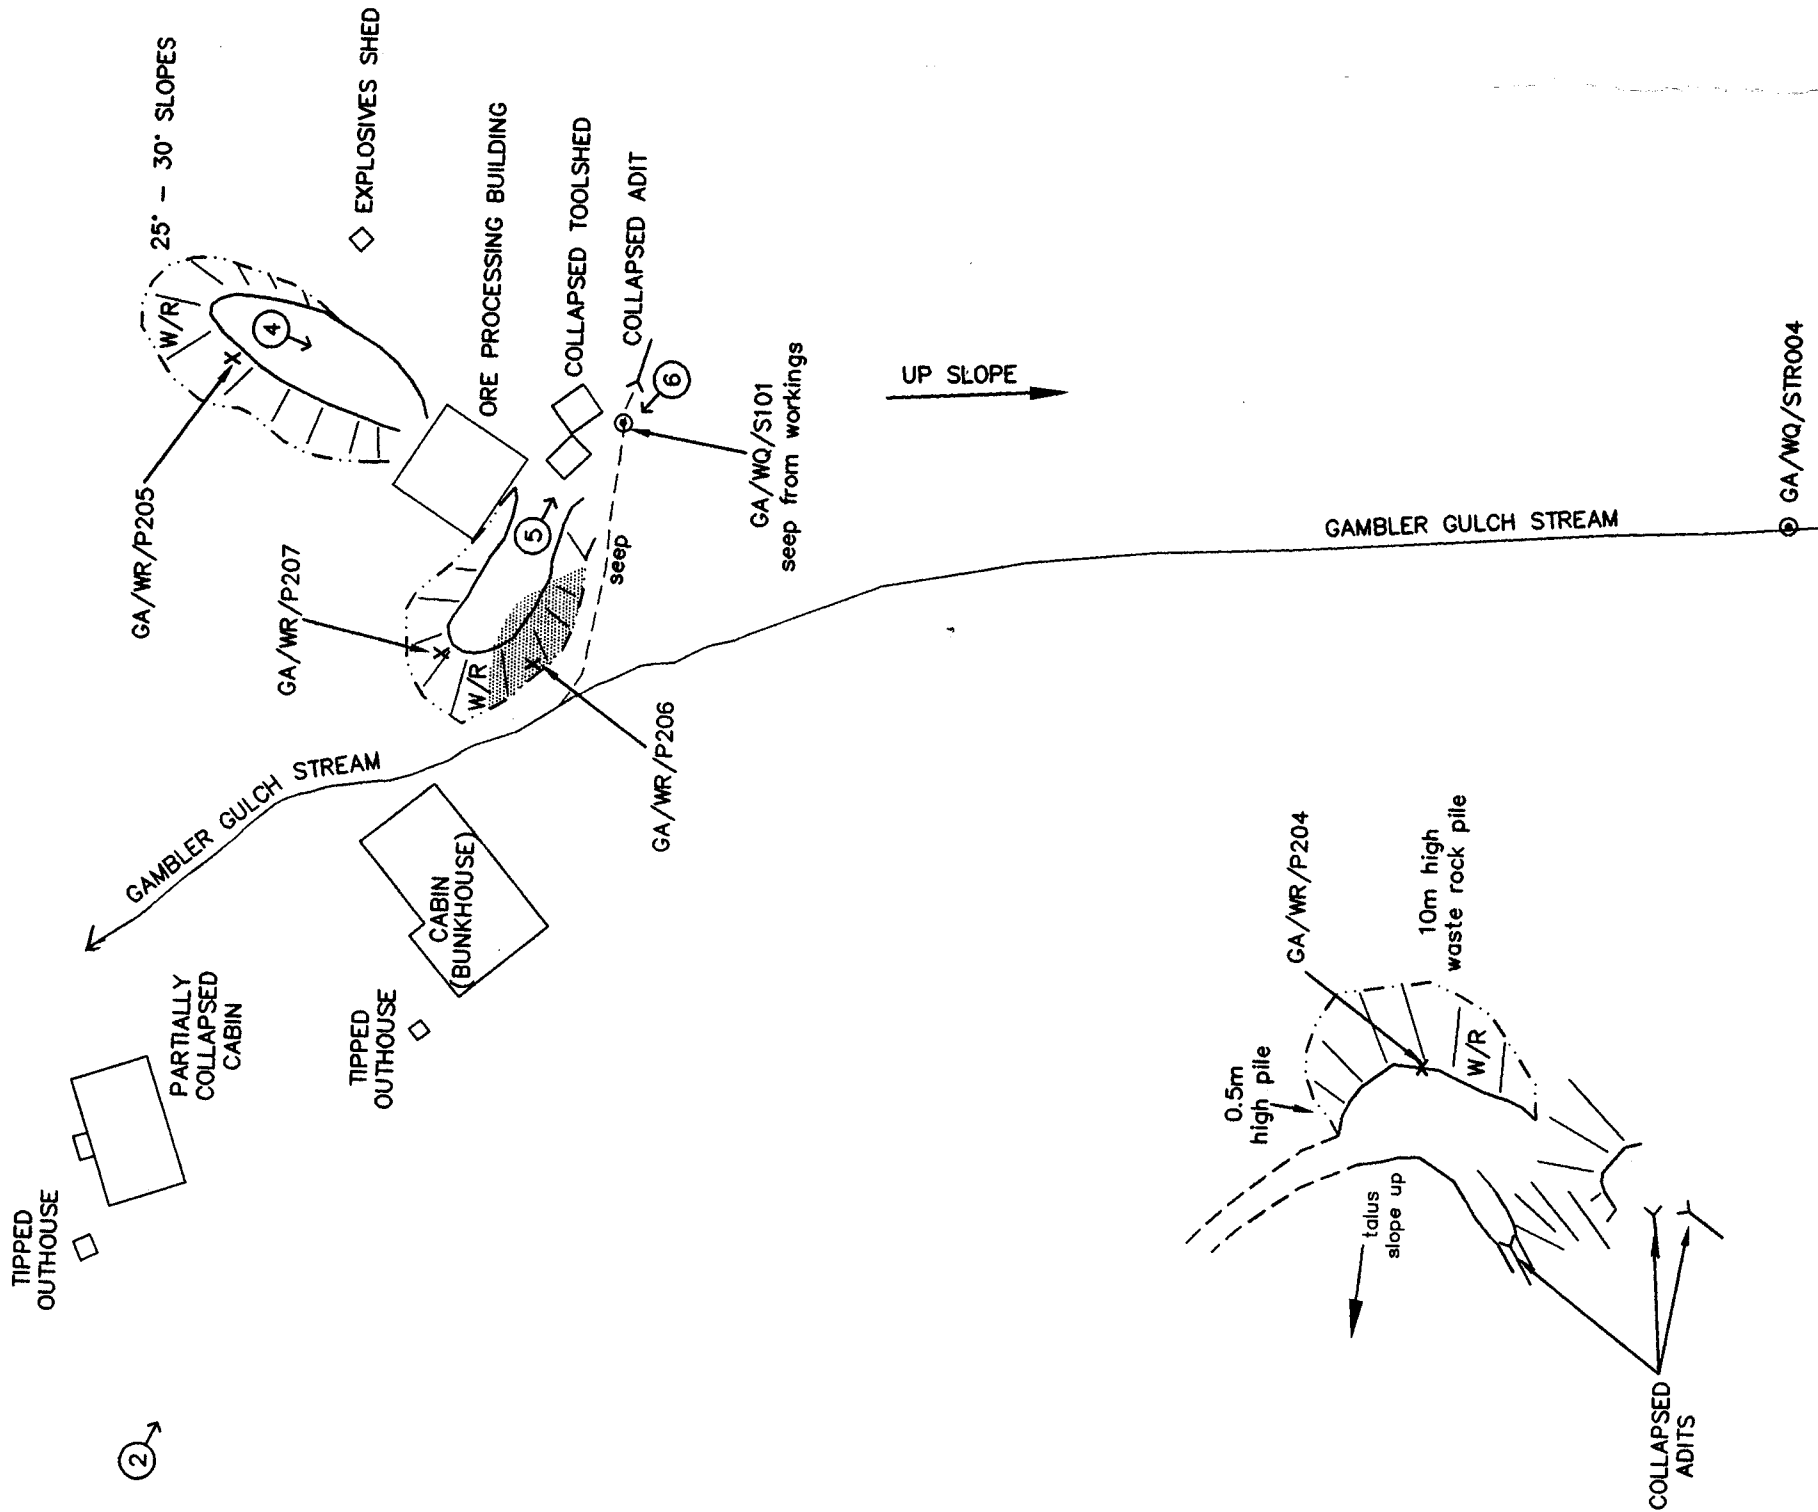 25° - 30° SLOPES
EXPLOSIVES SHED
W/R
4
ORE PROCESSING BUILDING
COLLAPSED TOOLSHED
COLLAPSED ADIT
6
GA/WR/P205
GA/WR/P207
5
W/R
seep
GA/WQ/S101
seep from workings
UP SLOPE
GAMBLER GULCH STREAM
GA/WQ/STR004
GA/WR/P206
GAMBLER GULCH STREAM
CABIN
(BUNKHOUSE)
PARTIALLY
COLLAPSED
CABIN
TIPPED
OUTHOUSE
TIPPED
OUTHOUSE
2
GA/WR/P204
10m high
waste rock pile
W/R
0.5m
high pile
talus
slope up
COLLAPSED
ADITS